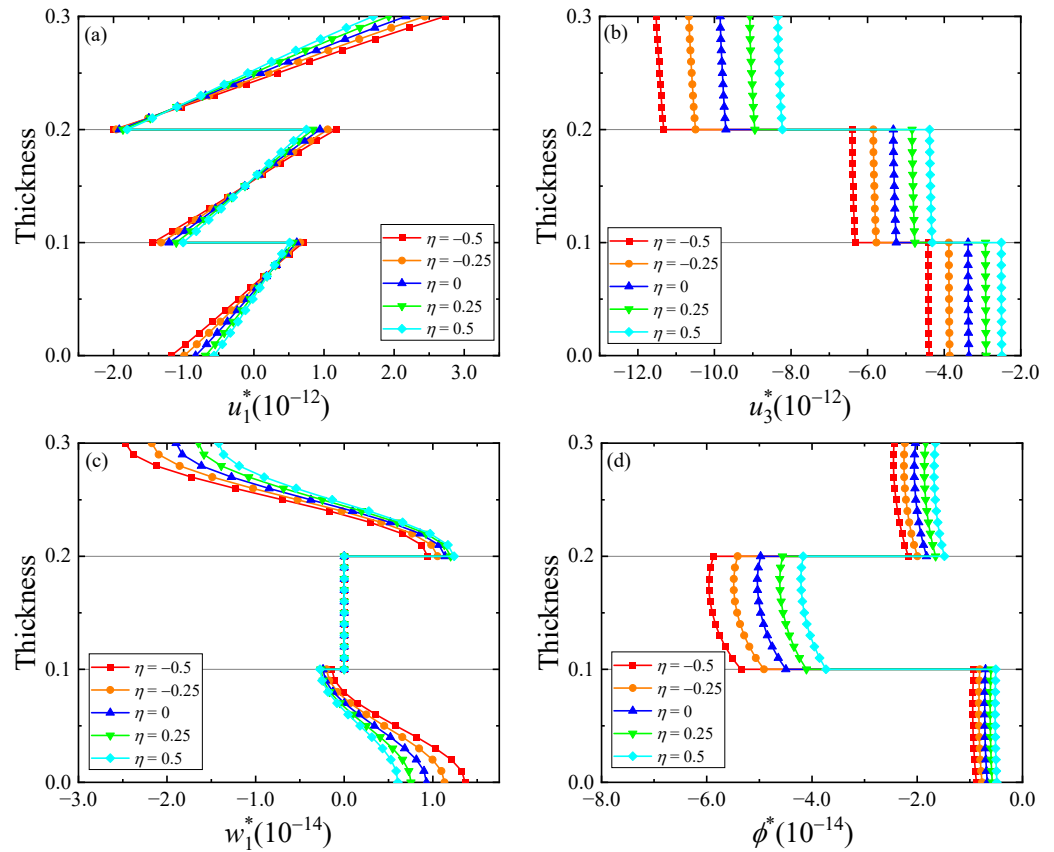 (a)
0.3
0.2
0.1
0.0
Thickness
η = −0.5
η = −0.25
η = 0
η = 0.25
η = 0.5
−2.0 −1.0 0.0 1.0 2.0 3.0
u₁*(10⁻¹²)
(b)
0.3
0.2
0.1
0.0
Thickness
η = −0.5
η = −0.25
η = 0
η = 0.25
η = 0.5
−12.0 −10.0 −8.0 −6.0 −4.0 −2.0
u₃*(10⁻¹²)
(c)
0.3
0.2
0.1
0.0
Thickness
η = −0.5
η = −0.25
η = 0
η = 0.25
η = 0.5
−3.0 −2.0 −1.0 0.0 1.0
w₁*(10⁻¹⁴)
(d)
0.3
0.2
0.1
0.0
Thickness
η = −0.5
η = −0.25
η = 0
η = 0.25
η = 0.5
−8.0 −6.0 −4.0 −2.0 0.0
ϕ*(10⁻¹⁴)